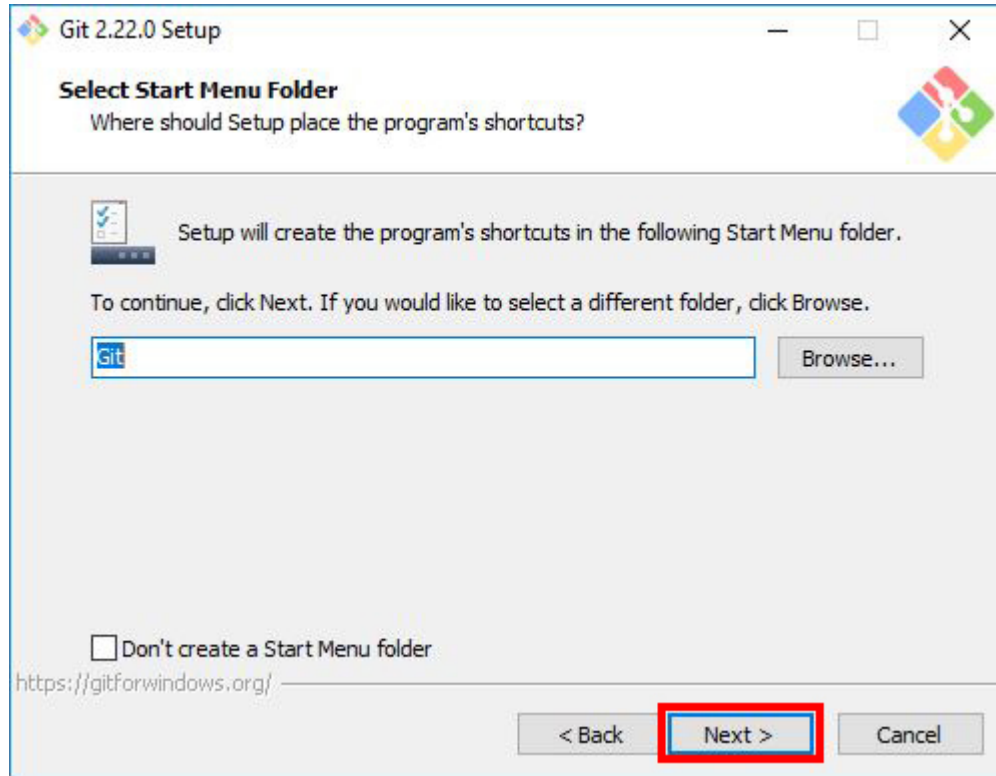 Git 2.22.0 Setup
Select Start Menu Folder
Where should Setup place the program's shortcuts?
Setup will create the program's shortcuts in the following Start Menu folder.
To continue, click Next. If you would like to select a different folder, click Browse.
Git
Browse...
Don't create a Start Menu folder
https://gitforwindows.org/
< Back
Next >
Cancel